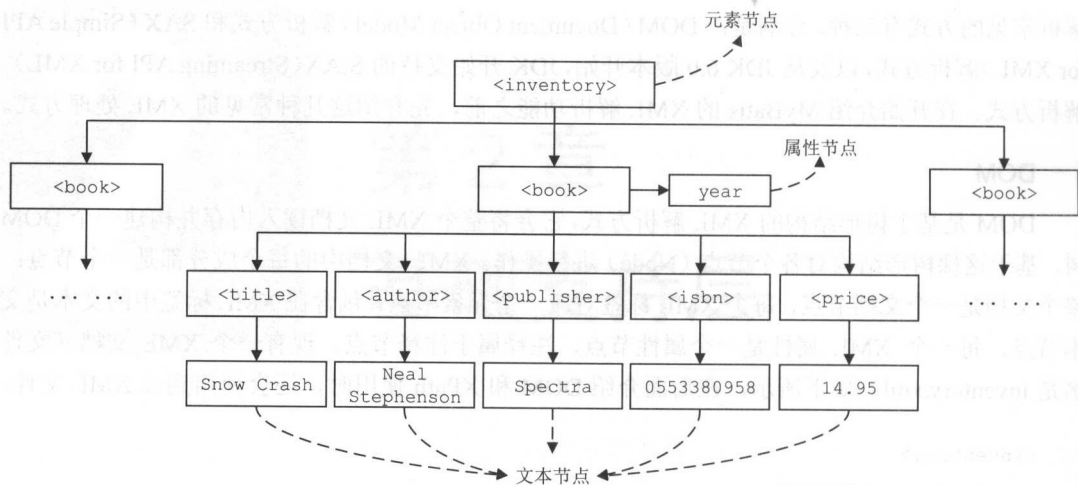 元素节点
<inventory>
属性节点
<book>
<book>
year
<book>
......
<title>
<author>
<publisher>
<isbn>
<price>
......
Snow Crash
Neal
Stephenson
Spectra
0553380958
14.95
文本节点